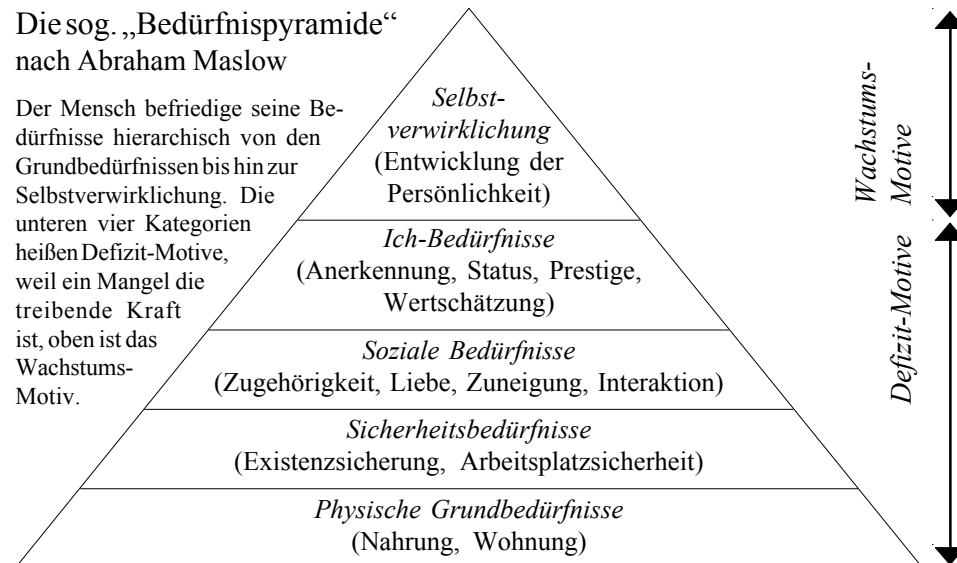 Die sog. „Bedürfnispyramide“
nach Abraham Maslow
Der Mensch befriedige seine Be-
dürfnisse hierarchisch von den
Grundbedürfnissen bis hin zur
Selbstverwirklichung. Die
unteren vier Kategorien
heißen Defizit-Motive,
weil ein Mangel die
treibende Kraft
ist, oben ist das
Wachstums-
Motiv.
Selbst-
verwirklichung
(Entwicklung der
Persönlichkeit)
Ich-Bedürfnisse
(Anerkennung, Status, Prestige,
Wertschätzung)
Soziale Bedürfnisse
(Zugehörigkeit, Liebe, Zuneigung, Interaktion)
Sicherheitsbedürfnisse
(Existenzsicherung, Arbeitsplatzsicherheit)
Physische Grundbedürfnisse
(Nahrung, Wohnung)
Wachstums-
Motive
Defizit-Motive